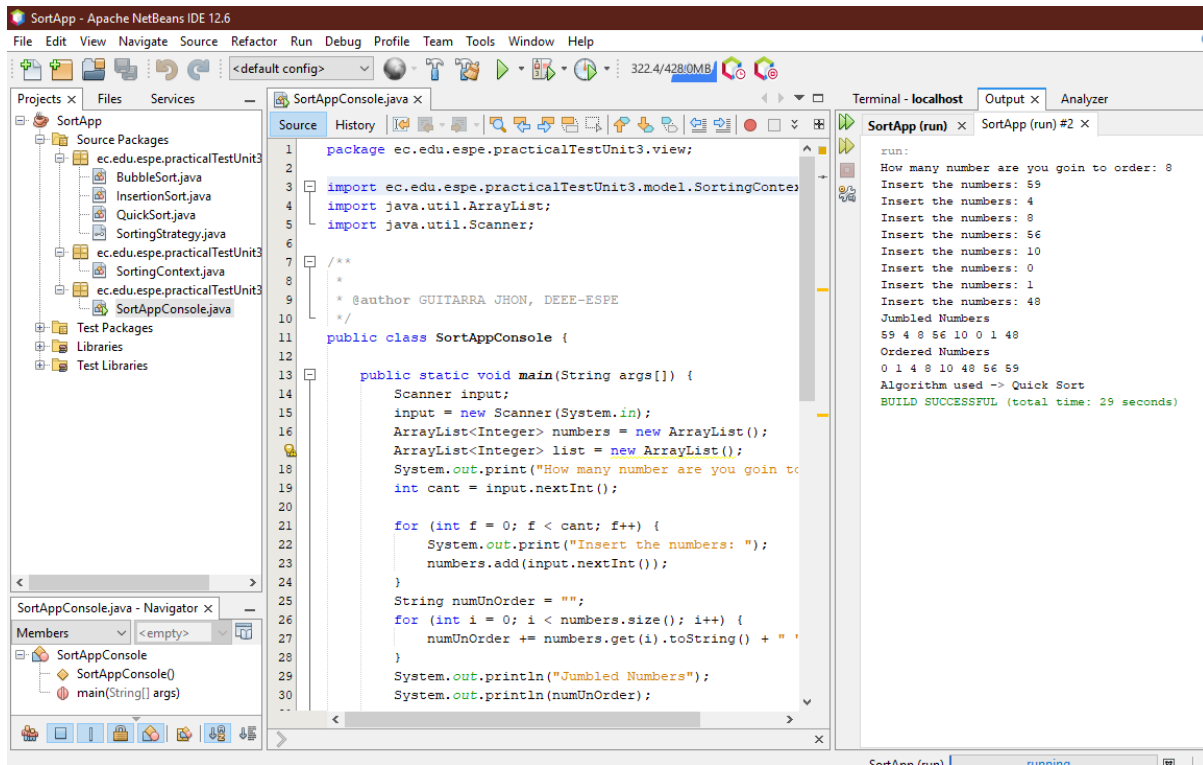 SortApp - Apache NetBeans IDE 12.6
File Edit View Navigate Source Refactor Run Debug Profile Team Tools Window Help
<default config> 322.4/428.0MB
Projects × Files Services
SortApp
Source Packages
ec.edu.espe.practicalTestUnit3
BubbleSort.java
InsertionSort.java
QuickSort.java
SortingStrategy.java
ec.edu.espe.practicalTestUnit3
SortingContext.java
ec.edu.espe.practicalTestUnit3
SortAppConsole.java
Test Packages
Libraries
Test Libraries
SortAppConsole.java - Navigator ×
Members <empty>
SortAppConsole
SortAppConsole()
main(String[] args)
SortAppConsole.java ×
Source History
1 package ec.edu.espe.practicalTestUnit3.view;
2
3 import ec.edu.espe.practicalTestUnit3.model.SortingContex
4 import java.util.ArrayList;
5 import java.util.Scanner;
6
7 /**
8 *
9 * @author GUITARRA JHON, DEEE-ESPE
10 */
11 public class SortAppConsole {
12
13 public static void main(String args[]) {
14 Scanner input;
15 input = new Scanner(System.in);
16 ArrayList<Integer> numbers = new ArrayList();
ArrayList<Integer> list = new ArrayList();
18 System.out.print("How many number are you goin to
19 int cant = input.nextInt();
20
21 for (int f = 0; f < cant; f++) {
22 System.out.print("Insert the numbers: ");
23 numbers.add(input.nextInt());
24 }
25 String numUnOrder = "";
26 for (int i = 0; i < numbers.size(); i++) {
27 numUnOrder += numbers.get(i).toString() + " "
28 }
29 System.out.println("Jumbled Numbers");
30 System.out.println(numUnOrder);
Terminal - localhost Output × Analyzer
SortApp (run) × SortApp (run) #2 ×
run:
How many number are you goin to order: 8
Insert the numbers: 59
Insert the numbers: 4
Insert the numbers: 8
Insert the numbers: 56
Insert the numbers: 10
Insert the numbers: 0
Insert the numbers: 1
Insert the numbers: 48
Jumbled Numbers
59 4 8 56 10 0 1 48
Ordered Numbers
0 1 4 8 10 48 56 59
Algorithm used -> Quick Sort
BUILD SUCCESSFUL (total time: 29 seconds)
SortApp (run) running